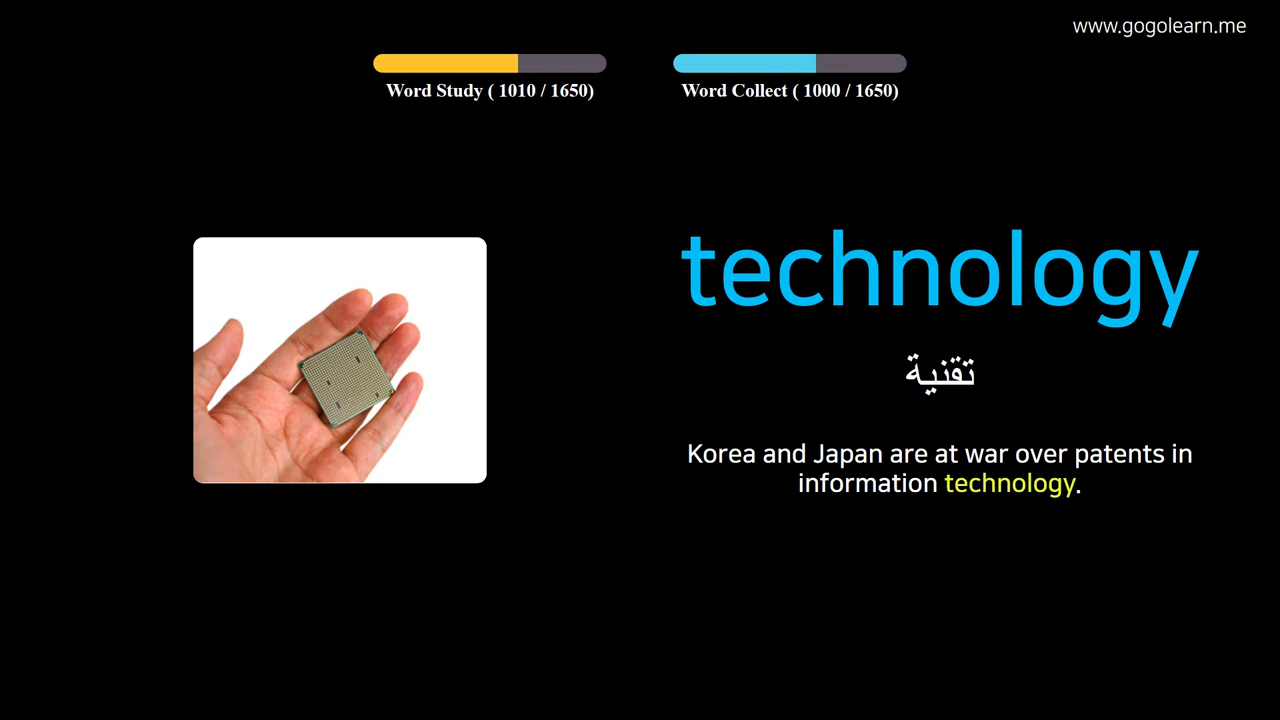 www.gogolearn.me
Word Study ( 1010 / 1650)
Word Collect ( 1000 / 1650)
technology
تقنية
Korea and Japan are at war over patents in
information technology.